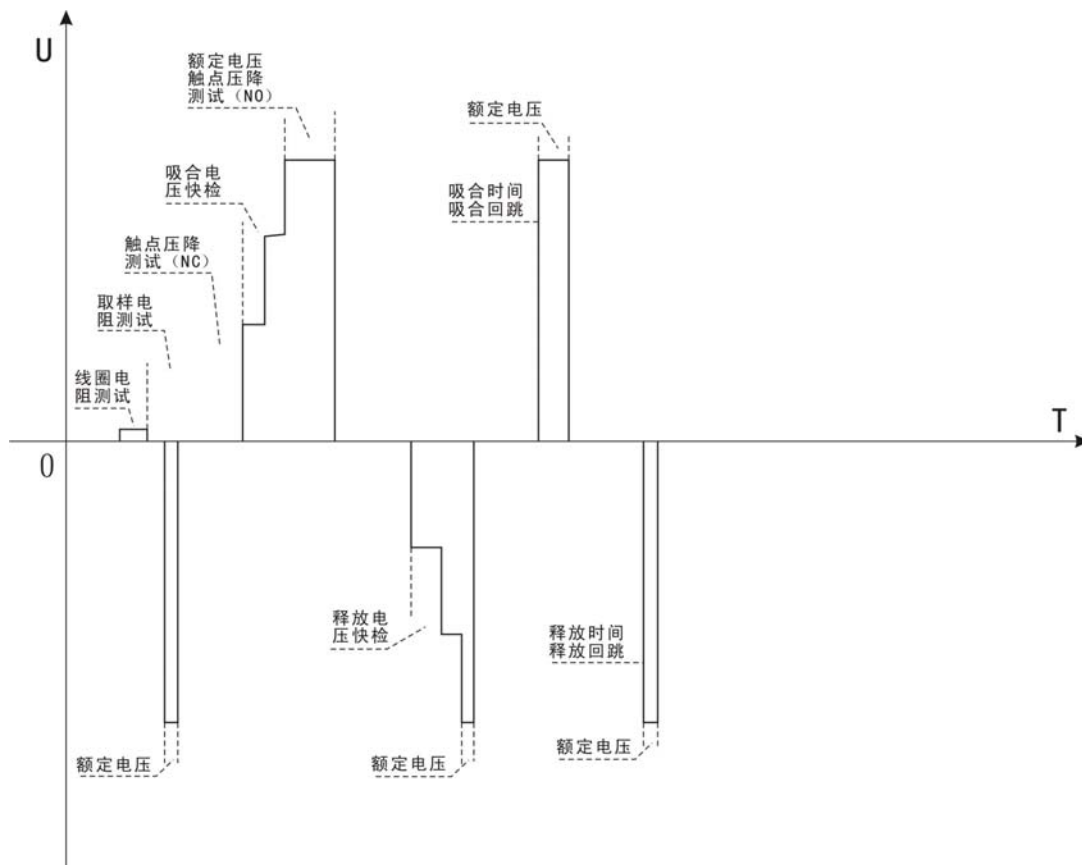 U
额定电压
触点压降
测试（NO）
额定电压
吸合电
压快检
吸合时间
吸合回跳
触点压降
测试（NC）
取样电
阻测试
线圈电
阻测试
T
0
释放电
压快检
释放时间
释放回跳
额定电压
额定电压
额定电压